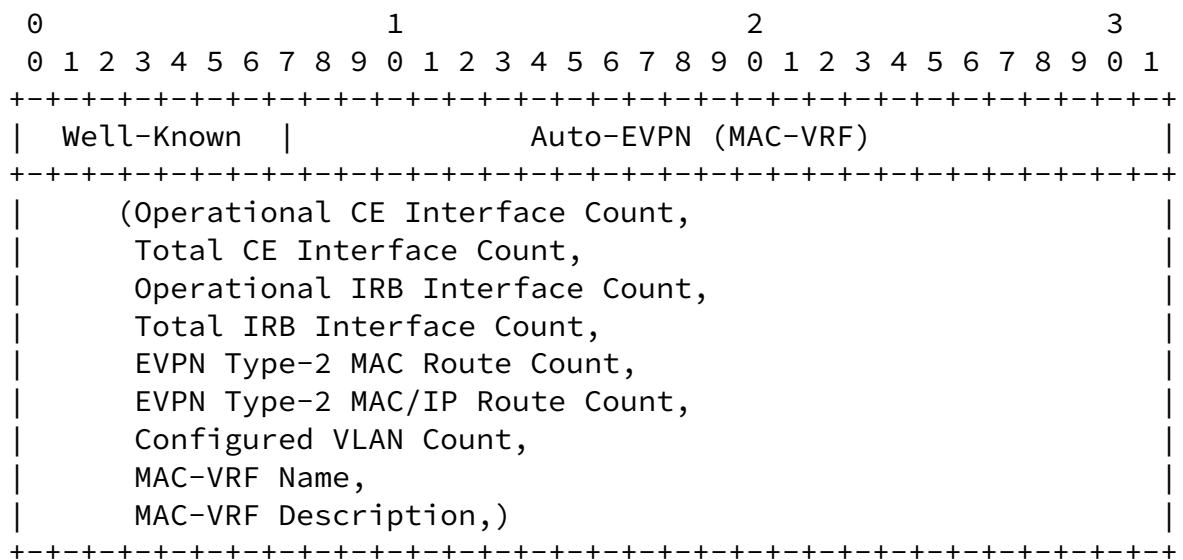 0                   1                   2                   3
 0 1 2 3 4 5 6 7 8 9 0 1 2 3 4 5 6 7 8 9 0 1 2 3 4 5 6 7 8 9 0 1
+-+-+-+-+-+-+-+-+-+-+-+-+-+-+-+-+-+-+-+-+-+-+-+-+-+-+-+-+-+-+-+-+
|  Well-Known  |             Auto-EVPN (MAC-VRF)                |
+-+-+-+-+-+-+-+-+-+-+-+-+-+-+-+-+-+-+-+-+-+-+-+-+-+-+-+-+-+-+-+-+
|     (Operational CE Interface Count,                          |
|      Total CE Interface Count,                                |
|      Operational IRB Interface Count,                         |
|      Total IRB Interface Count,                               |
|      EVPN Type-2 MAC Route Count,                             |
|      EVPN Type-2 MAC/IP Route Count,                          |
|      Configured VLAN Count,                                   |
|      MAC-VRF Name,                                            |
|      MAC-VRF Description,)                                    |
+-+-+-+-+-+-+-+-+-+-+-+-+-+-+-+-+-+-+-+-+-+-+-+-+-+-+-+-+-+-+-+-+